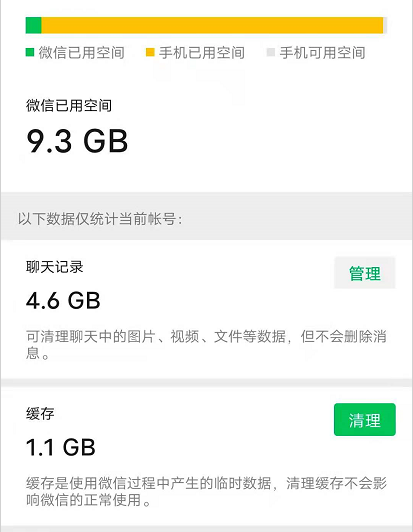 微信已用空间 手机已用空间 手机可用空间
微信已用空间
9.3 GB
以下数据仅统计当前帐号：
聊天记录
管理
4.6 GB
可清理聊天中的图片、视频、文件等数据，但不会删除消
息。
缓存
清理
1.1 GB
缓存是使用微信过程中产生的临时数据，清理缓存不会影
响微信的正常使用。